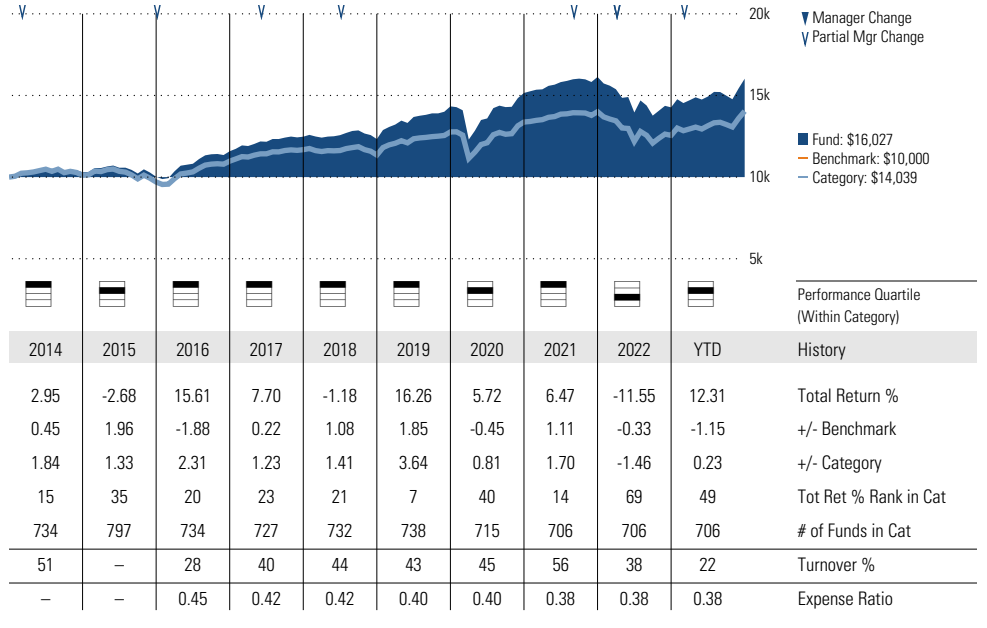 20k
Manager Change
Partial Mgr Change
15k
Fund: $16,027
Benchmark: $10,000
Category: $14,039
10k
5k
Performance Quartile
(Within Category)
2014 2015 2016 2017 2018 2019 2020 2021 2022 YTD History
2.95 -2.68 15.61 7.70 -1.18 16.26 5.72 6.47 -11.55 12.31 Total Return %
0.45 1.96 -1.88 0.22 1.08 1.85 -0.45 1.11 -0.33 -1.15 +/- Benchmark
1.84 1.33 2.31 1.23 1.41 3.64 0.81 1.70 -1.46 0.23 +/- Category
15 35 20 23 21 7 40 14 69 49 Tot Ret % Rank in Cat
734 797 734 727 732 738 715 706 706 706 # of Funds in Cat
51 – 28 40 44 43 45 56 38 22 Turnover %
– – 0.45 0.42 0.42 0.40 0.40 0.38 0.38 0.38 Expense Ratio